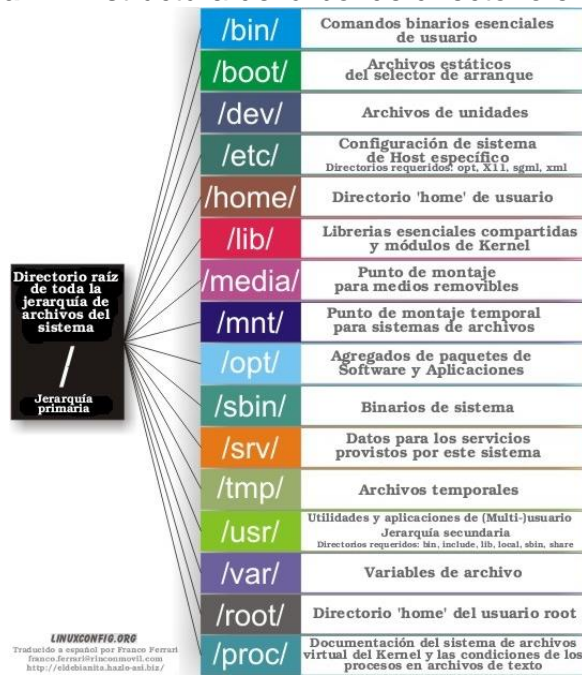 /bin/
Comandos binarios esenciales
de usuario
/boot/
Archivos estáticos
del selector de arranque
/dev/
Archivos de unidades
/etc/
Configuración de sistema
de Host específico
Directorios requeridos: opt, X11, sgml, xml
/home/
Directorio 'home' de usuario
/lib/
Librerias esenciales compartidas
y módulos de Kernel
/media/
Punto de montaje
para medios removibles
/mnt/
Punto de montaje temporal
para sistemas de archivos
/opt/
Agregados de paquetes de
Software y Aplicaciones
/sbin/
Binarios de sistema
/srv/
Datos para los servicios
provistos por este sistema
/tmp/
Archivos temporales
/usr/
Utilidades y aplicaciones de (Multi-)usuario
Jerarquía secundaria
Directorios requeridos: bin, include, lib, local, sbin, share
/var/
Variables de archivo
/root/
Directorio 'home' del usuario root
/proc/
Documentación del sistema de archivos
virtual del Kernel y las condiciones de los
procesos en archivos de texto
Directorio raíz
de toda la
jerarquía de
archivos del
sistema
/
Jerarquía
primaria
LINUXCONFIG.ORG
Traducido a español por Franco Ferrari
franco.ferrari@rinconmovil.com
http://eldebianita.hazlo-asi.biz/